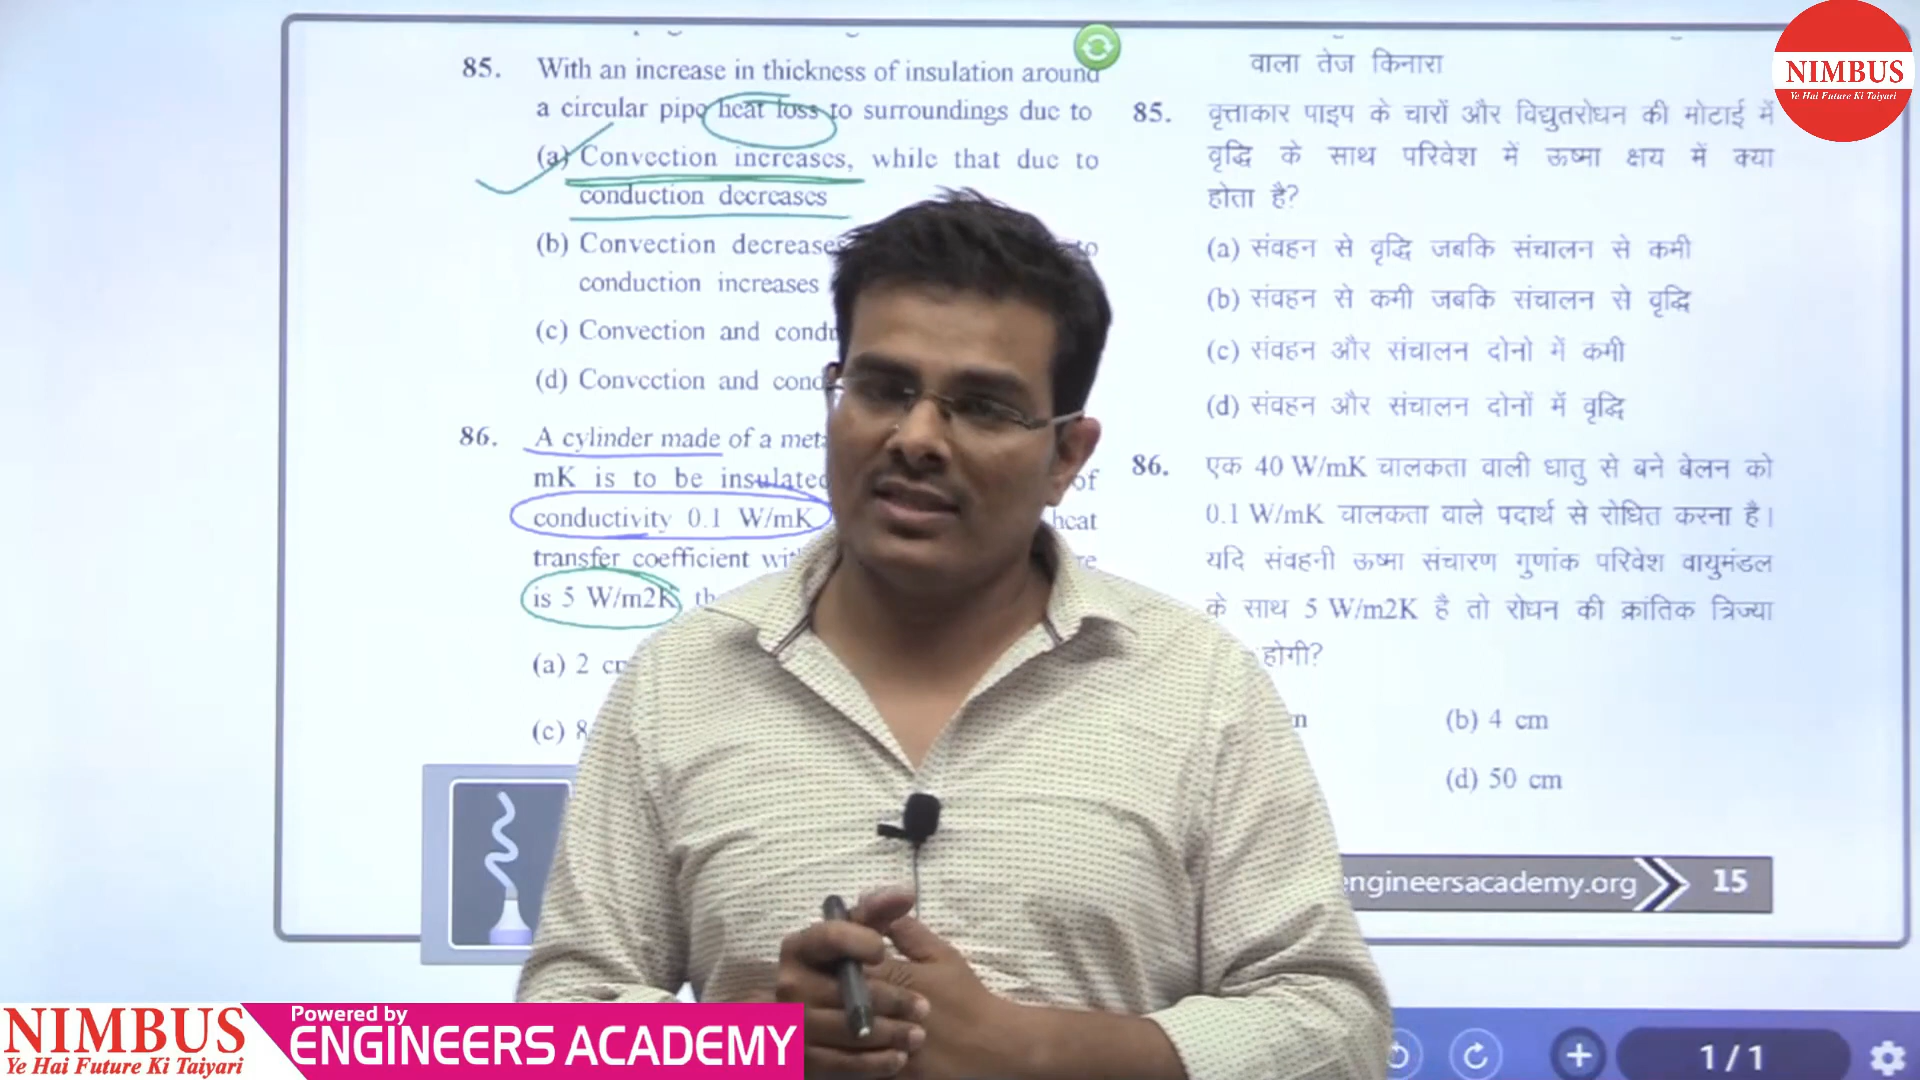 85. With an increase in thickness of insulation around
a circular pipe heat loss to surroundings due to
(a) Convection increases, while that due to
conduction decreases
(b) Convection decreases to
conduction increases
(c) Convection and
(d) Convection and
86. A cylinder made of a
mK is to be insulated of
conductivity 0.1 W/mK heat
transfer coefficient
is 5 W/m2K
(a) 2
(c) 8
वाला तेज किनारा
85. वृत्ताकार पाइप के चारों और विद्युतरोधन की मोटाई में
वृद्धि के साथ परिवेश में ऊष्मा क्षय में क्या
होता है?
(a) संवहन से वृद्धि जबकि संचालन से कमी
(b) संवहन से कमी जबकि संचालन से वृद्धि
(c) संवहन और संचालन दोनो में कमी
(d) संवहन और संचालन दोनों में वृद्धि
86. एक 40 W/mK चालकता वाली धातु से बने बेलन को
0.1 W/mK चालकता वाले पदार्थ से रोधित करना है।
यदि संवहनी ऊष्मा संचारण गुणांक परिवेश वायुमंडल
के साथ 5 W/m2K है तो रोधन की क्रांतिक त्रिज्या
होगी?
(b) 4 cm
(d) 50 cm
engineersacademy.org 15
NIMBUS
Ye Hai Future Ki Taiyari
NIMBUS
Ye Hai Future Ki Taiyari
Powered by
ENGINEERS ACADEMY
1 / 1